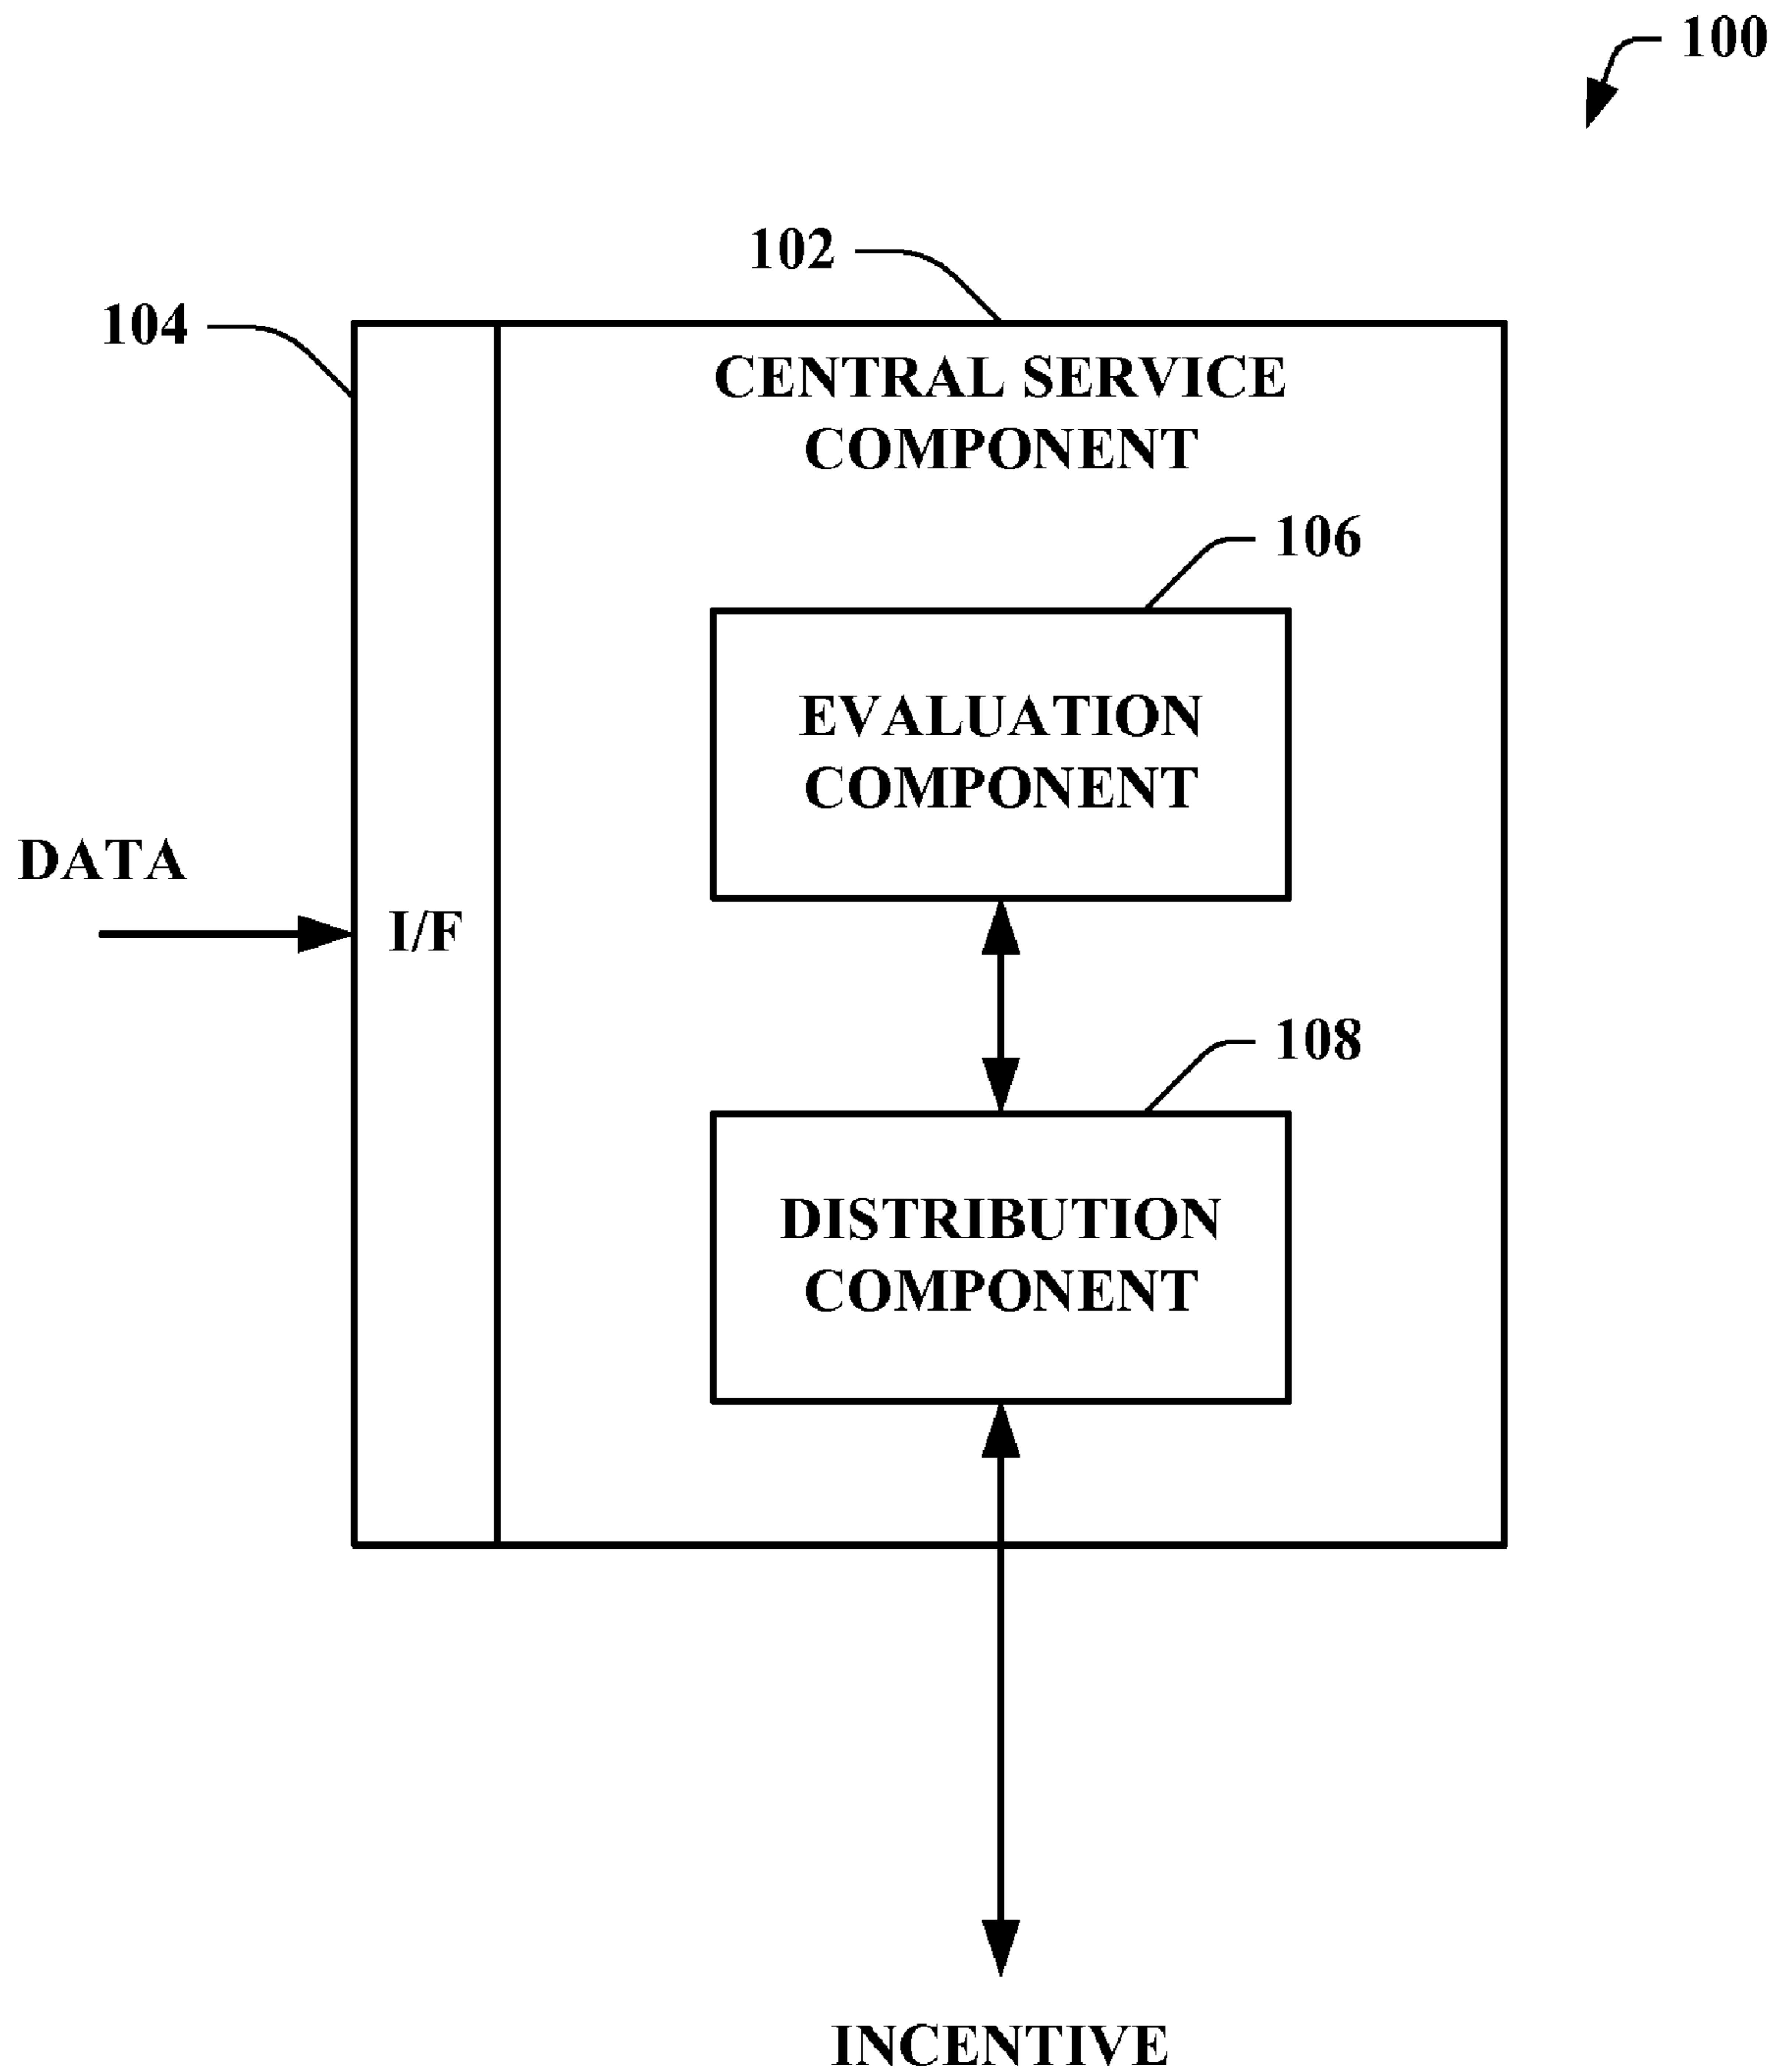 100
102
104
CENTRAL SERVICE
COMPONENT
106
EVALUATION
COMPONENT
DATA
I/F
108
DISTRIBUTION
COMPONENT
INCENTIVE